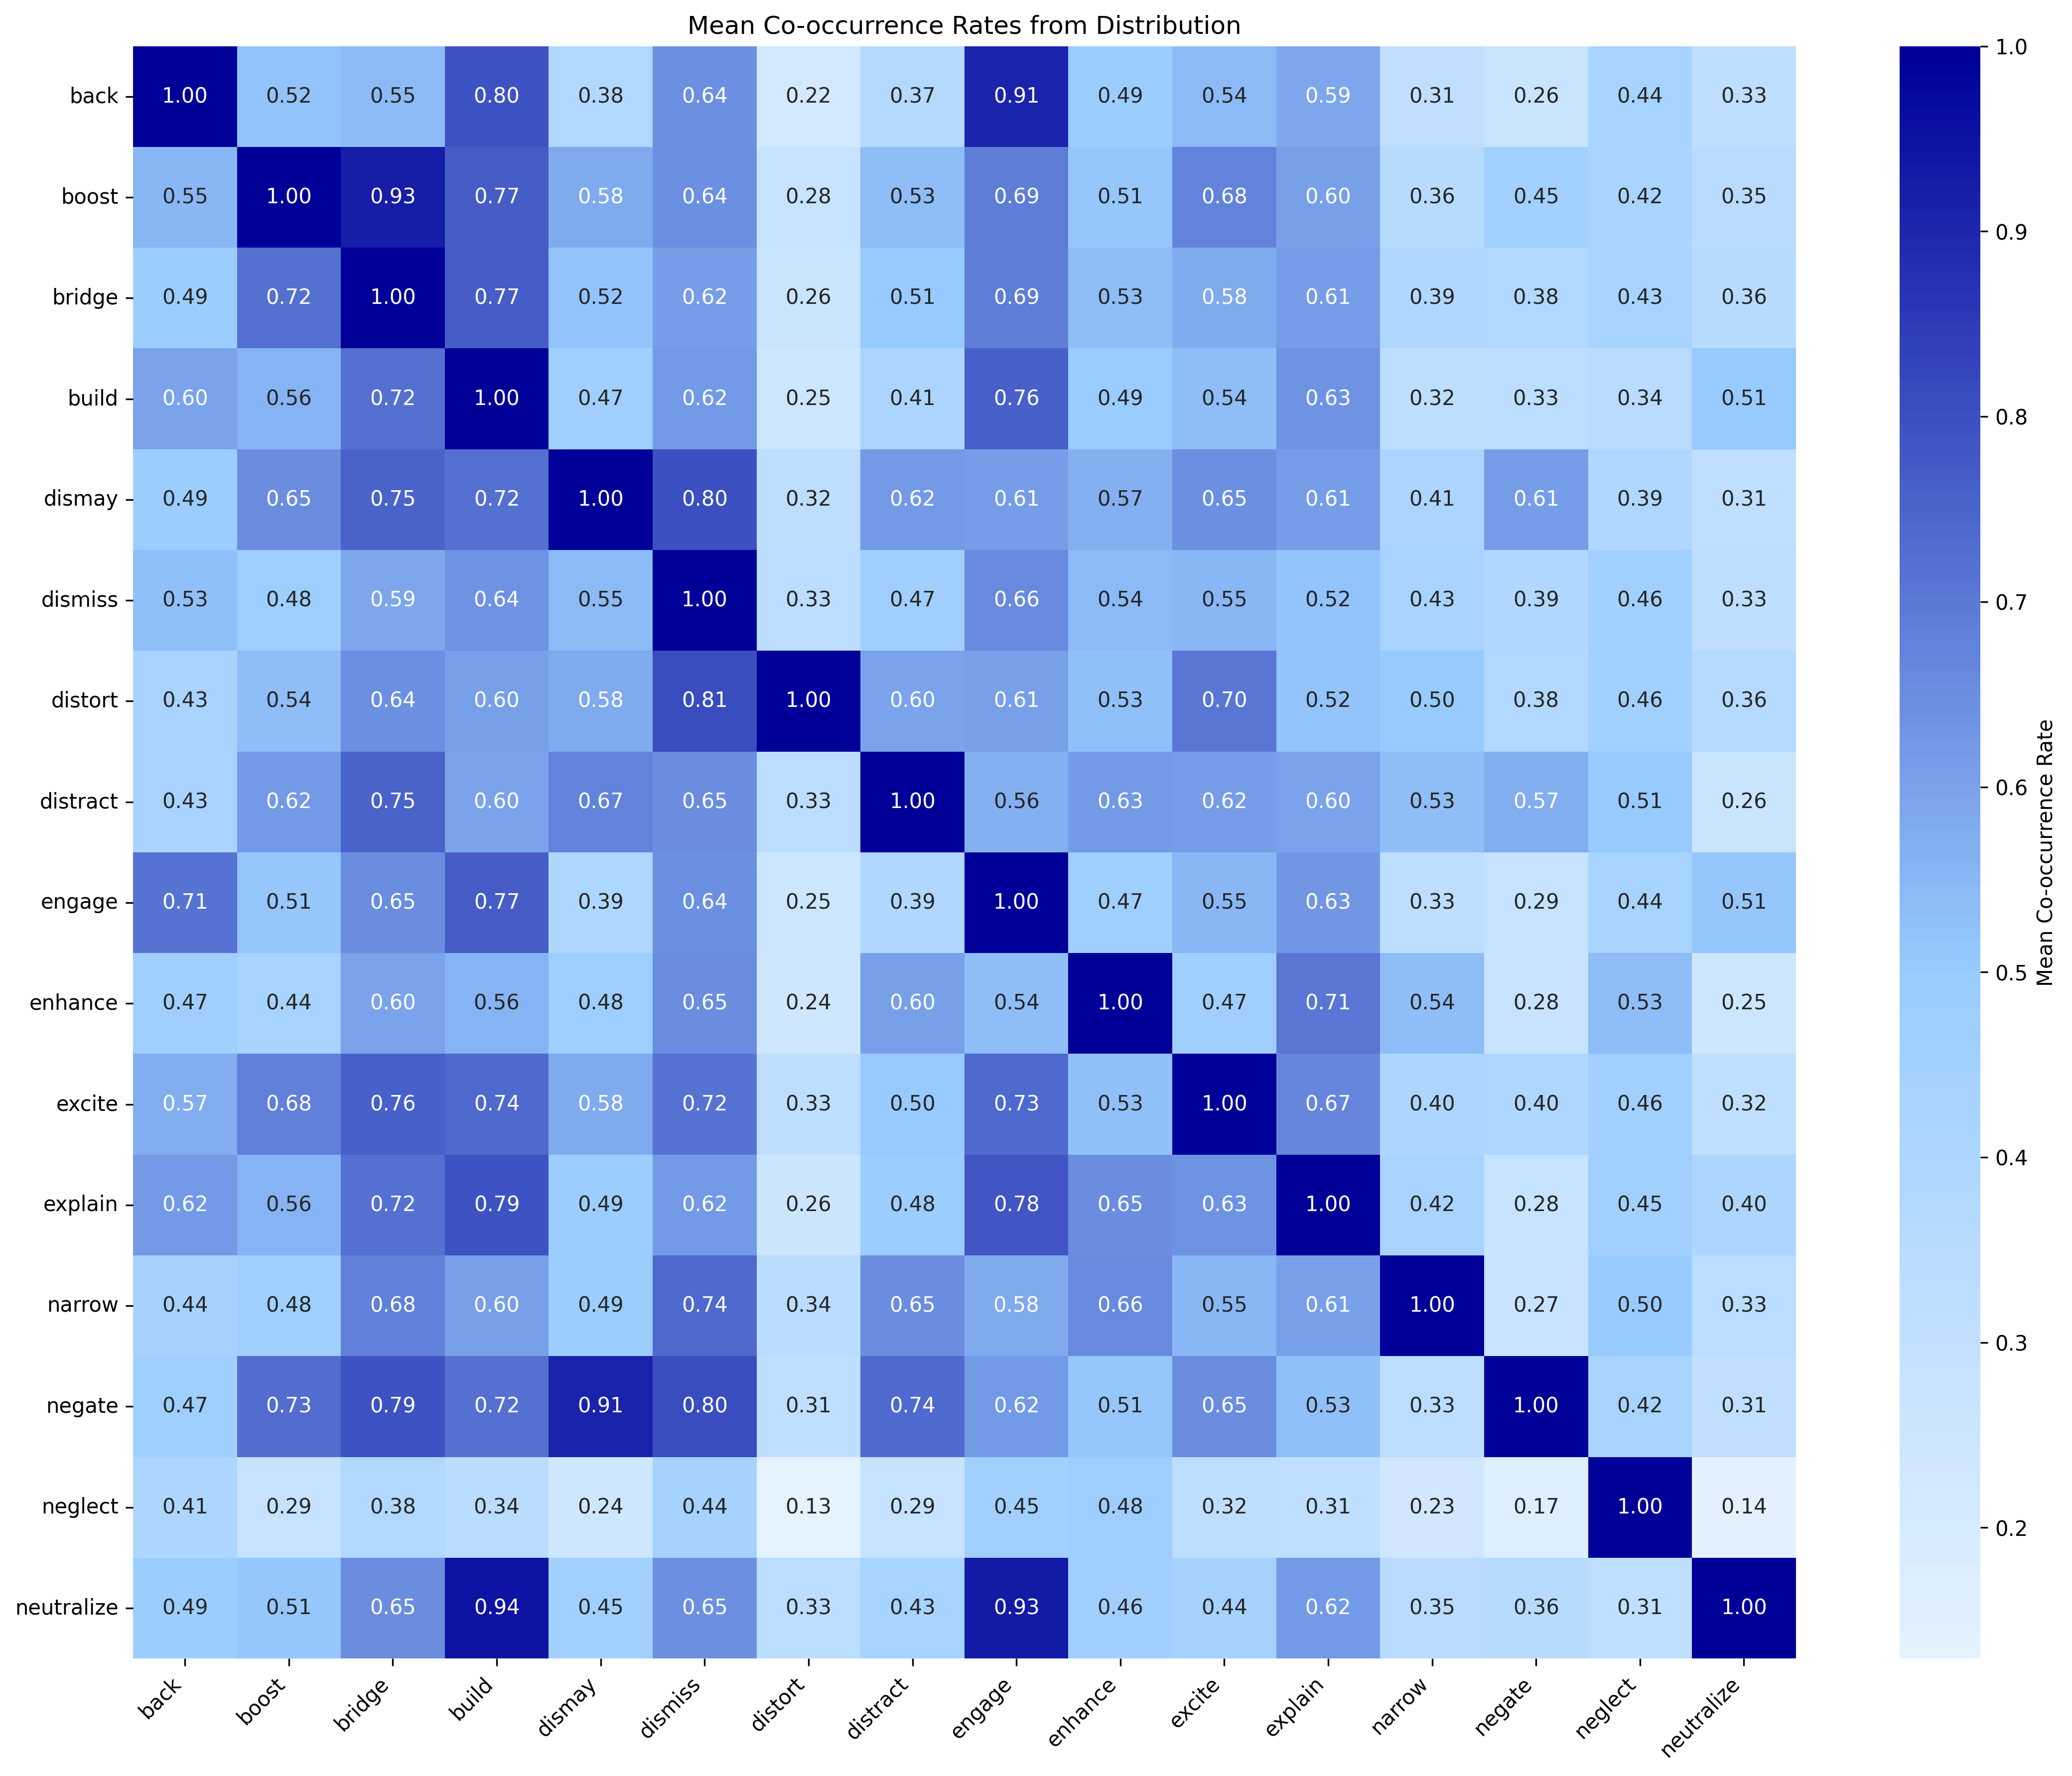 Mean Co-occurrence Rates from Distribution
back 1.00 0.52 0.55 0.80 0.38 0.64 0.22 0.37 0.91 0.49 0.54 0.59 0.31 0.26 0.44 0.33
boost 0.55 1.00 0.93 0.77 0.58 0.64 0.28 0.53 0.69 0.51 0.68 0.60 0.36 0.45 0.42 0.35
bridge 0.49 0.72 1.00 0.77 0.52 0.62 0.26 0.51 0.69 0.53 0.58 0.61 0.39 0.38 0.43 0.36
build 0.60 0.56 0.72 1.00 0.47 0.62 0.25 0.41 0.76 0.49 0.54 0.63 0.32 0.33 0.34 0.51
dismay 0.49 0.65 0.75 0.72 1.00 0.80 0.32 0.62 0.61 0.57 0.65 0.61 0.41 0.61 0.39 0.31
dismiss 0.53 0.48 0.59 0.64 0.55 1.00 0.33 0.47 0.66 0.54 0.55 0.52 0.43 0.39 0.46 0.33
distort 0.43 0.54 0.64 0.60 0.58 0.81 1.00 0.60 0.61 0.53 0.70 0.52 0.50 0.38 0.46 0.36
distract 0.43 0.62 0.75 0.60 0.67 0.65 0.33 1.00 0.56 0.63 0.62 0.60 0.53 0.57 0.51 0.26
engage 0.71 0.51 0.65 0.77 0.39 0.64 0.25 0.39 1.00 0.47 0.55 0.63 0.33 0.29 0.44 0.51
enhance 0.47 0.44 0.60 0.56 0.48 0.65 0.24 0.60 0.54 1.00 0.47 0.71 0.54 0.28 0.53 0.25
excite 0.57 0.68 0.76 0.74 0.58 0.72 0.33 0.50 0.73 0.53 1.00 0.67 0.40 0.40 0.46 0.32
explain 0.62 0.56 0.72 0.79 0.49 0.62 0.26 0.48 0.78 0.65 0.63 1.00 0.42 0.28 0.45 0.40
narrow 0.44 0.48 0.68 0.60 0.49 0.74 0.34 0.65 0.58 0.66 0.55 0.61 1.00 0.27 0.50 0.33
negate 0.47 0.73 0.79 0.72 0.91 0.80 0.31 0.74 0.62 0.51 0.65 0.53 0.33 1.00 0.42 0.31
neglect 0.41 0.29 0.38 0.34 0.24 0.44 0.13 0.29 0.45 0.48 0.32 0.31 0.23 0.17 1.00 0.14
neutralize 0.49 0.51 0.65 0.94 0.45 0.65 0.33 0.43 0.93 0.46 0.44 0.62 0.35 0.36 0.31 1.00
back boost bridge build dismay dismiss distort distract engage enhance excite explain narrow negate neglect neutralize
1.0
0.9
0.8
0.7
0.6
0.5
0.4
0.3
0.2
Mean Co-occurrence Rate